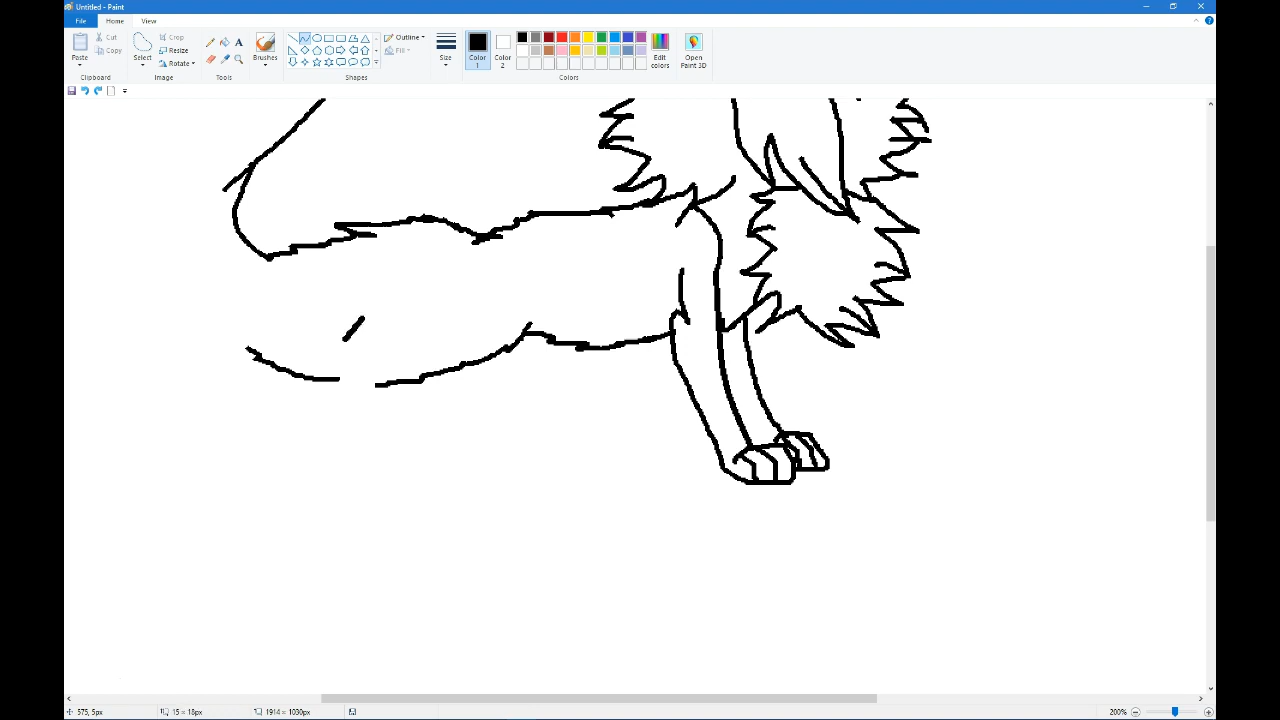 Untitled - Paint
File Home View
Paste
Cut
Copy
Clipboard
Select
Crop
Resize
Rotate
Image
A
Tools
Brushes
Outline
Fill
Shapes
Size
Color 1
Color 2
Edit colors
Colors
Open Paint 3D
575, 5px
15 × 18px
1914 × 1030px
200%